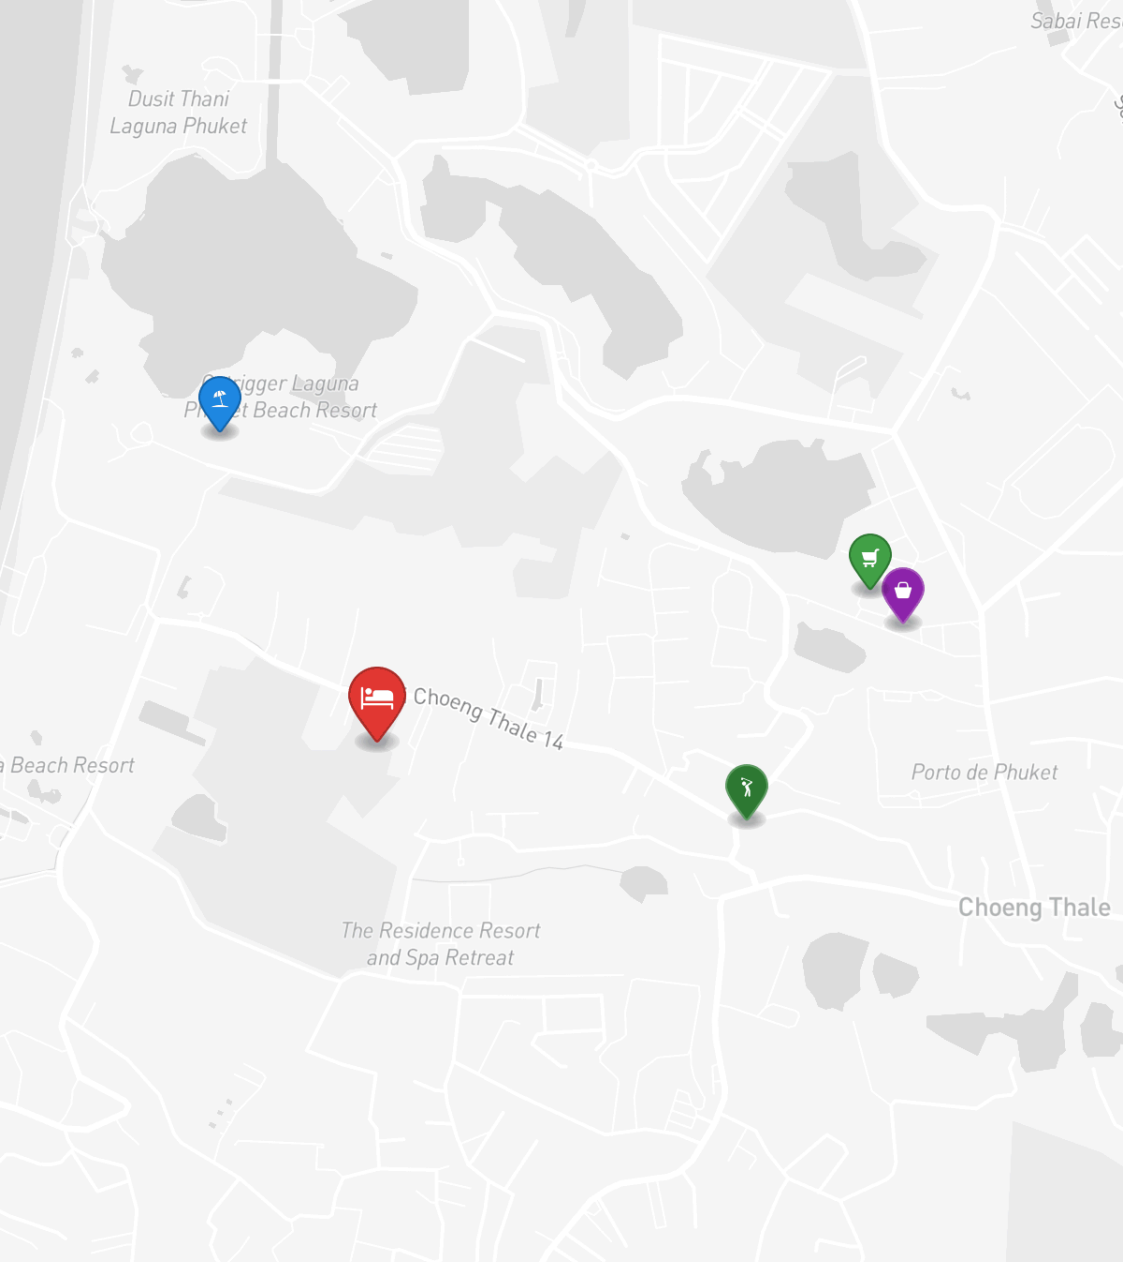 Sabai
Dusit Thani
Laguna Phuket
Laguna
Beach Resort
Choeng Thale 14
Beach Resort
Porto de Phuket
Choeng Thale
The Residence Resort
and Spa Retreat